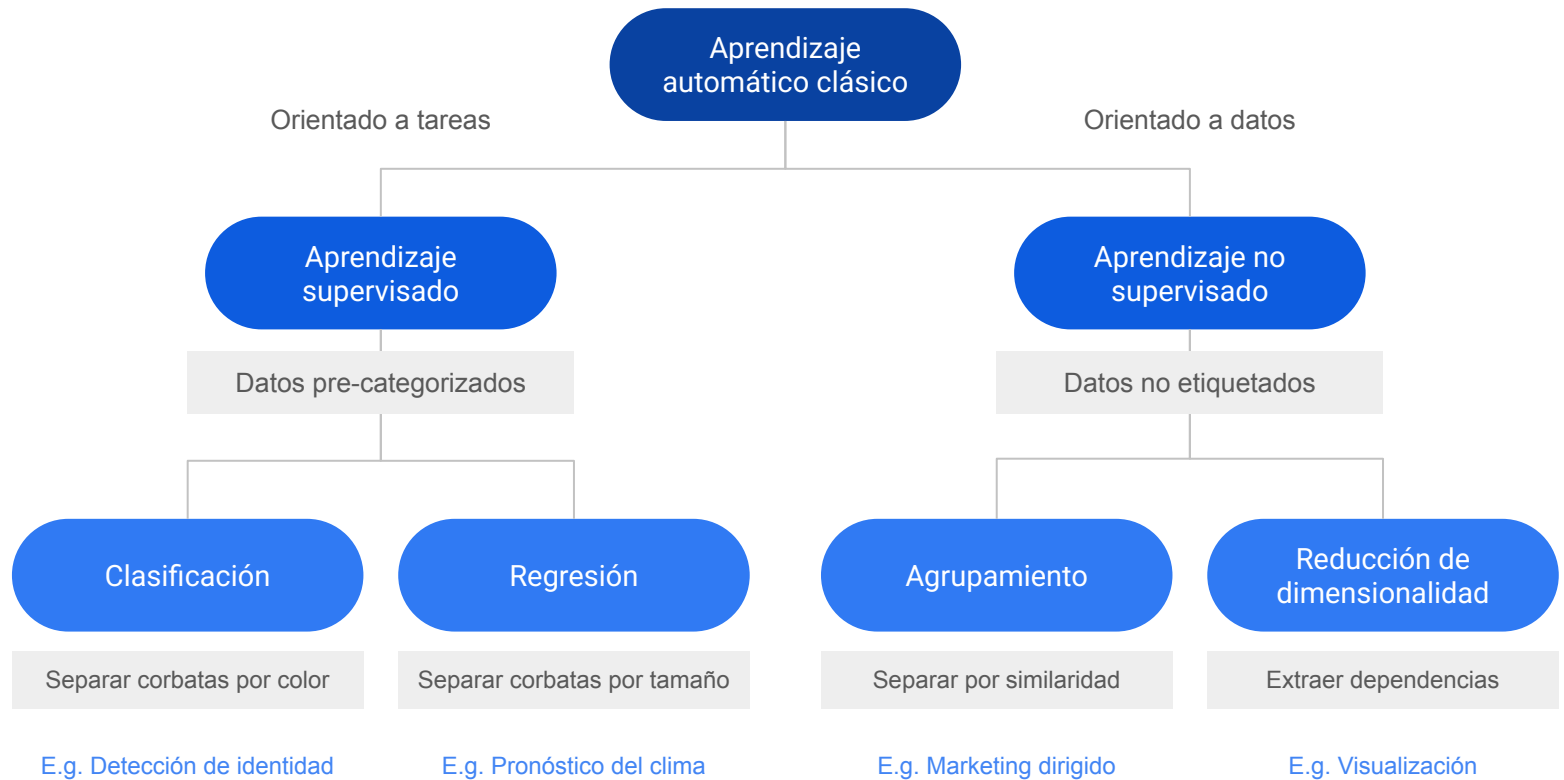 Aprendizaje
automático clásico
Orientado a tareas
Orientado a datos
Aprendizaje
supervisado
Aprendizaje no
supervisado
Datos pre-categorizados
Datos no etiquetados
Clasificación
Regresión
Agrupamiento
Reducción de
dimensionalidad
Separar corbatas por color
Separar corbatas por tamaño
Separar por similaridad
Extraer dependencias
E.g. Detección de identidad
E.g. Pronóstico del clima
E.g. Marketing dirigido
E.g. Visualización